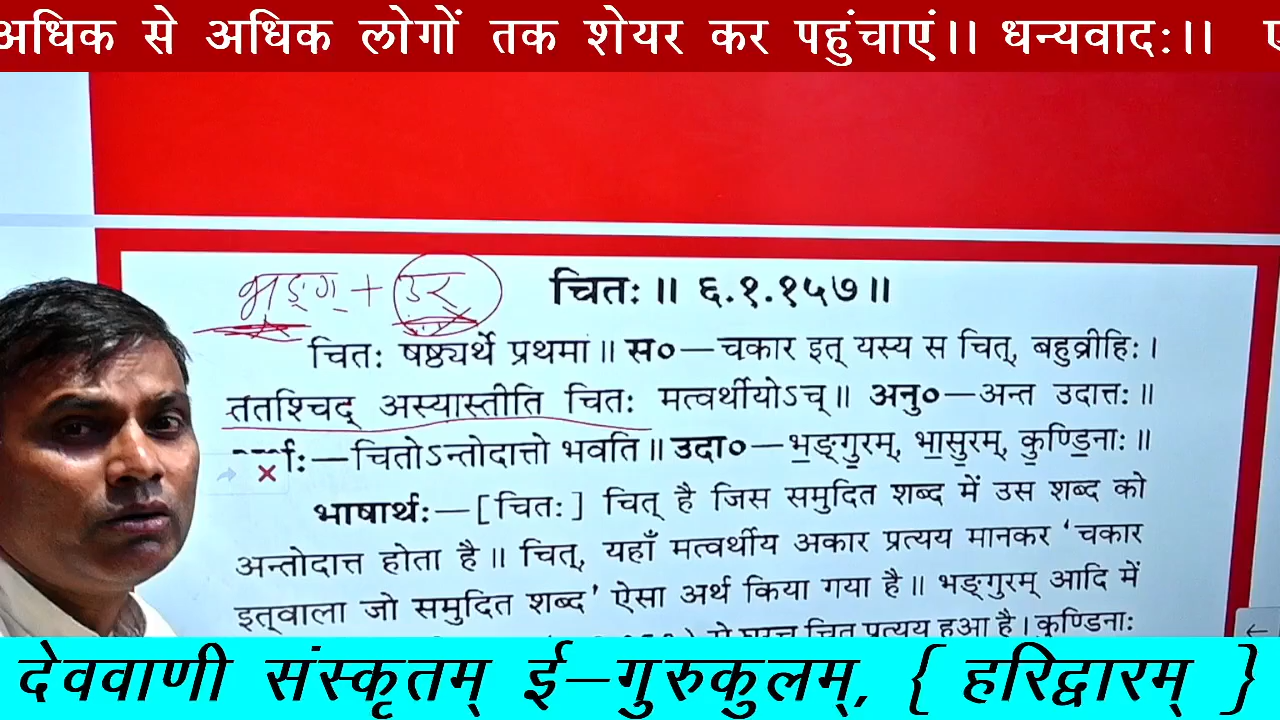 अधिक से अधिक लोगों तक शेयर कर पहुंचाएं।। धन्यवादः।।
भङ्ग् + उर
चितः॥ ६.१.१५७॥
चितः षष्ठ्यर्थे प्रथमा॥ स०—चकार इत् यस्य स चित्, बहुव्रीहिः।
ततश्चिद् अस्यास्तीति चितः मत्वर्थीयोऽच्॥ अनु०—अन्त उदात्तः॥
—चितोऽन्तोदात्तो भवति॥ उदा०—भ॒ङ्गु॒रम्, भा॒सु॒रम्, कु॒ण्डि॒नाः॥
भाषार्थः—[चितः] चित् है जिस समुदित शब्द में उस शब्द को
अन्तोदात्त होता है॥ चित्, यहाँ मत्वर्थीय अकार प्रत्यय मानकर ‘चकार
इत्‌वाला जो समुदित शब्द’ ऐसा अर्थ किया गया है॥ भङ्गुरम् आदि में
चित् प्रत्यय हुआ है। कुण्डिनाः
देववाणी संस्कृतम् ई–गुरुकुलम्, { हरिद्वारम् }